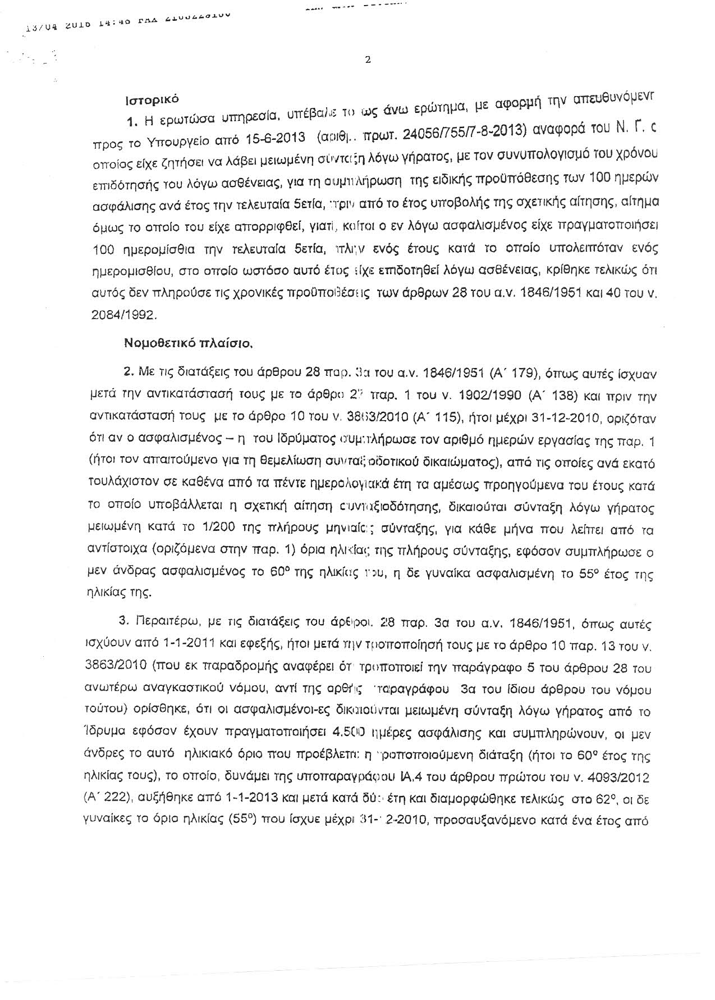 13/04 2016 14:48 ΦΑΞ
2
Ιστορικό
1. Η ερωτώσα υπηρεσία, υπέβαλε το ως άνω ερώτημα, με αφορμή την απευθυνόμενη
προς το Υπουργείο από 15-6-2013 (αριθμ. πρωτ. 24056/755/7-8-2013) αναφορά του Ν. Γ. ο
οποίος είχε ζητήσει να λάβει μειωμένη σύνταξη λόγω γήρατος, με τον συνυπολογισμό του χρόνου
επιδότησής του λόγω ασθένειας, για τη συμπλήρωση της ειδικής προϋπόθεσης των 100 ημερών
ασφάλισης ανά έτος την τελευταία 5ετία, πριν από το έτος υποβολής της σχετικής αίτησης, αίτημα
όμως το οποίο του είχε απορριφθεί, γιατί, καίτοι ο εν λόγω ασφαλισμένος είχε πραγματοποιήσει
100 ημερομίσθια την τελευταία 5ετία, πλην ενός έτους κατά το οποίο υπολειπόταν ενός
ημερομισθίου, στο οποίο ωστόσο αυτό έτος είχε επιδοτηθεί λόγω ασθένειας, κρίθηκε τελικώς ότι
αυτός δεν πληρούσε τις χρονικές προϋποθέσεις των άρθρων 28 του α.ν. 1846/1951 και 40 του ν.
2084/1992.
Νομοθετικό πλαίσιο.
2. Με τις διατάξεις του άρθρου 28 παρ. 3α του α.ν. 1846/1951 (Α΄ 179), όπως αυτές ίσχυαν
μετά την αντικατάστασή τους με το άρθρο παρ. 1 του ν. 1902/1990 (Α΄ 138) και πριν την
αντικατάστασή τους με το άρθρο 10 του ν. 3863/2010 (Α΄ 115), ήτοι μέχρι 31-12-2010, οριζόταν
ότι αν ο ασφαλισμένος – η του Ιδρύματος συμπλήρωσε τον αριθμό ημερών εργασίας της παρ. 1
(ήτοι τον απαιτούμενο για τη θεμελίωση συνταξιοδοτικού δικαιώματος), από τις οποίες ανά εκατό
τουλάχιστον σε καθένα από τα πέντε ημερολογιακά έτη τα αμέσως προηγούμενα του έτους κατά
το οποίο υποβάλλεται η σχετική αίτηση συνταξιοδότησης, δικαιούται σύνταξη λόγω γήρατος
μειωμένη κατά το 1/200 της πλήρους μηνιαίας σύνταξης, για κάθε μήνα που λείπει από τα
αντίστοιχα (οριζόμενα στην παρ. 1) όρια ηλικίας της πλήρους σύνταξης, εφόσον συμπλήρωσε ο
μεν άνδρας ασφαλισμένος το 60º της ηλικίας του, η δε γυναίκα ασφαλισμένη το 55º έτος της
ηλικίας της.
3. Περαιτέρω, με τις διατάξεις του άρθρου 28 παρ. 3α του α.ν. 1846/1951, όπως αυτές
ισχύουν από 1-1-2011 και εφεξής, ήτοι μετά την τροποποίησή τους με το άρθρο 10 παρ. 13 του ν.
3863/2010 (που εκ παραδρομής αναφέρει ότι τροποποιεί την παράγραφο 5 του άρθρου 28 του
ανωτέρω αναγκαστικού νόμου, αντί της ορθής παραγράφου 3α του ίδιου άρθρου του νόμου
τούτου) ορίσθηκε, ότι οι ασφαλισμένοι-ες δικαιούνται μειωμένη σύνταξη λόγω γήρατος από το
Ίδρυμα εφόσον έχουν πραγματοποιήσει 4.500 ημέρες ασφάλισης και συμπληρώνουν, οι μεν
άνδρες το αυτό ηλικιακό όριο που προέβλεπε η τροποποιούμενη διάταξη (ήτοι το 60º έτος της
ηλικίας τους), το οποίο, δυνάμει της υποπαραγράφου ΙΑ.4 του άρθρου πρώτου του ν. 4093/2012
(Α΄ 222), αυξήθηκε από 1-1-2013 και μετά κατά δύο έτη και διαμορφώθηκε τελικώς στο 62º, οι δε
γυναίκες το όριο ηλικίας (55º) που ίσχυε μέχρι 31-12-2010, προσαυξανόμενο κατά ένα έτος από